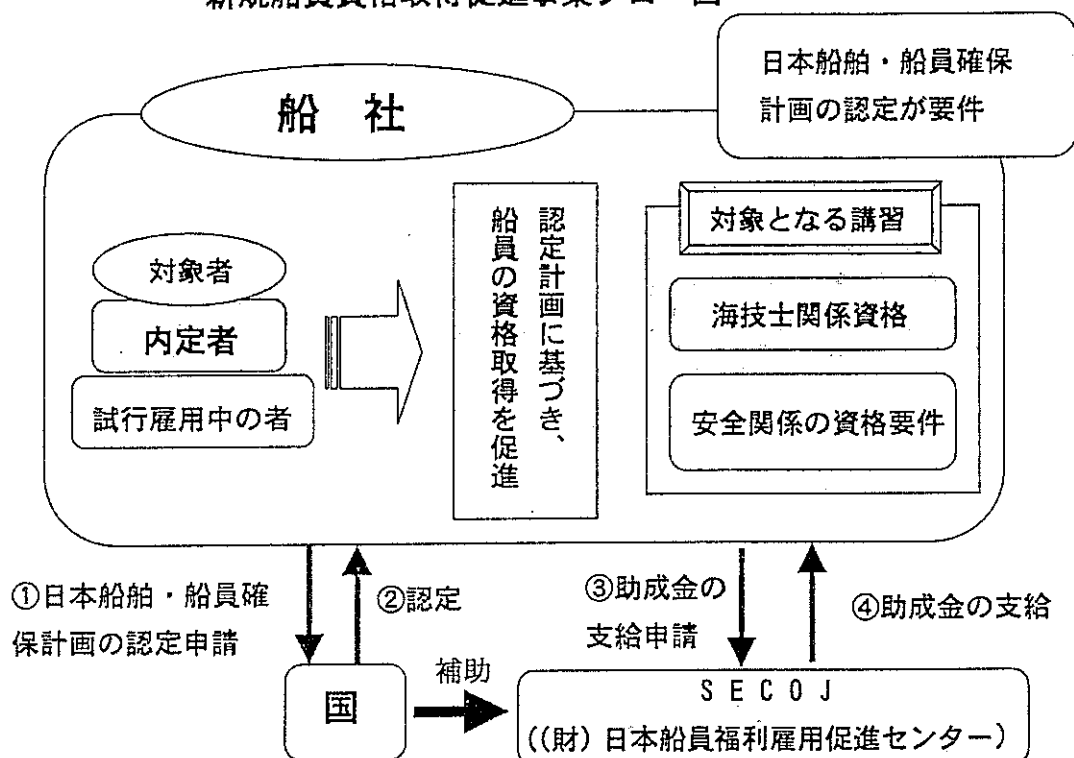 日本船舶・船員確保
計画の認定が要件
船 社
対象者
内定者
試行雇用中の者
認定計画に基づき、
船員の資格取得を促進
対象となる講習
海技士関係資格
安全関係の資格要件
①日本船舶・船員確
保計画の認定申請
②認定
③助成金の
支給申請
④助成金の支給
国
補助
SECOJ
((財)日本船員福利雇用促進センター)